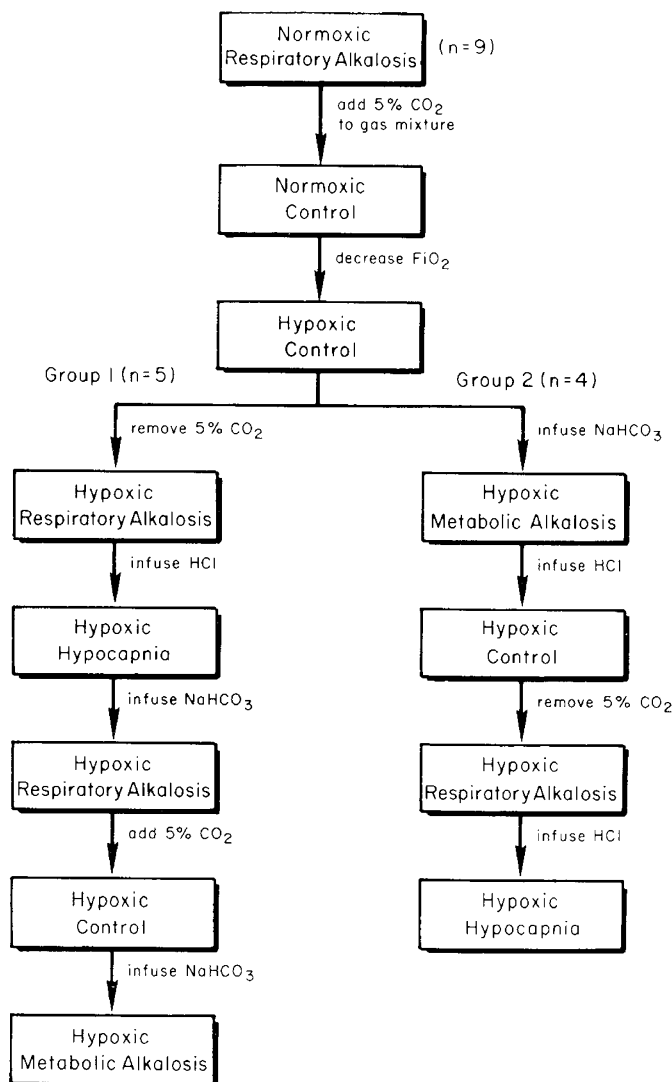 Normoxic
Respiratory Alkalosis
(n=9)
add 5% CO₂
to gas mixture
Normoxic
Control
decrease FiO₂
Hypoxic
Control
Group 1 (n=5)
Group 2 (n=4)
remove 5% CO₂
infuse NaHCO₃
Hypoxic
Respiratory Alkalosis
Hypoxic
Metabolic Alkalosis
infuse HCl
infuse HCl
Hypoxic
Hypocapnia
Hypoxic
Control
infuse NaHCO₃
remove 5% CO₂
Hypoxic
Respiratory Alkalosis
Hypoxic
Respiratory Alkalosis
add 5% CO₂
infuse HCl
Hypoxic
Control
Hypoxic
Hypocapnia
infuse NaHCO₃
Hypoxic
Metabolic Alkalosis